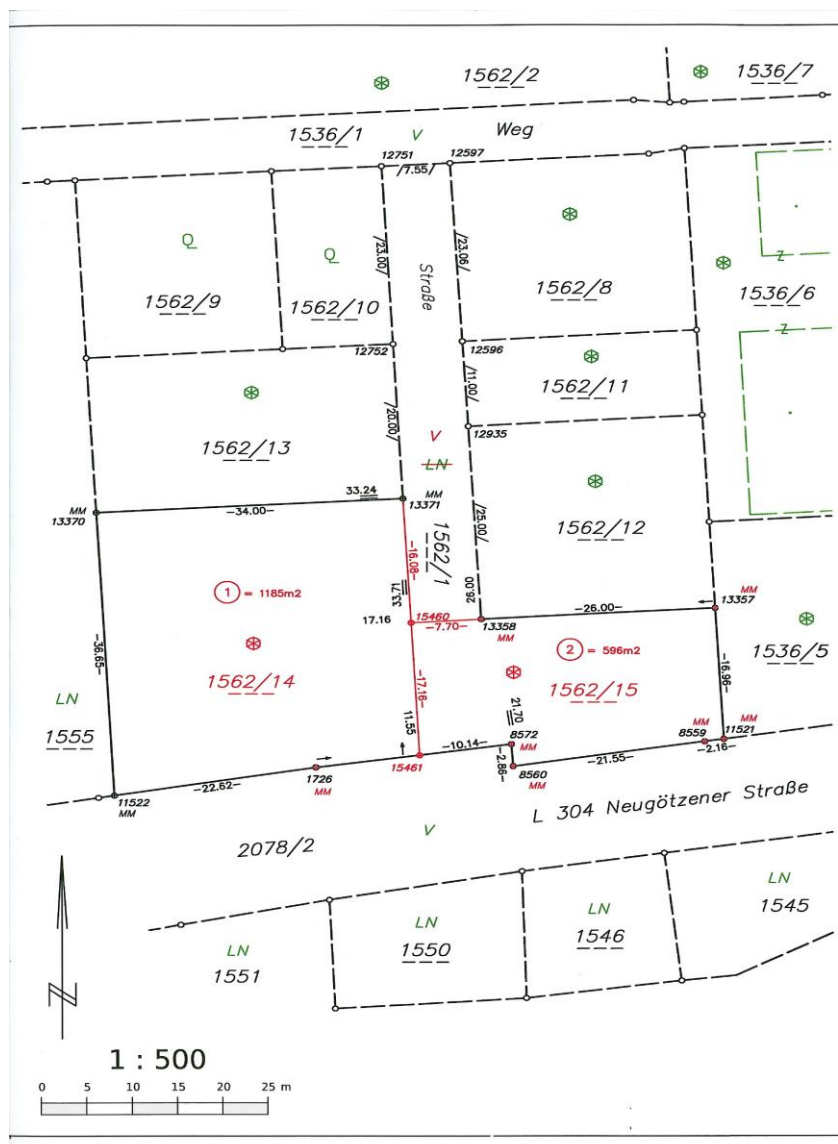 1562/2
1536/7
1536/1
V
Weg
12751
12597
/7.55/
Q
1562/9
Q
1562/10
/23.00/
Straße
/23.06/
1562/8
1536/6
Z
Z
12752
12596
1562/13
/20.00/
/11.00/
1562/11
V
LN
12935
33.24
MM
13370
-34.00-
MM
13371
1562/1
/25.00/
1562/12
1 = 1185m2
-16.08-
33.71
26.00
17.16
15460
-7.70-
13358
MM
-26.00-
MM
13357
2 = 596m2
1562/14
-36.65-
-17.16-
1562/15
1536/5
-16.96-
LN
1555
11.55
21.70
8572
MM
MM
8559
MM
11521
-2.16-
15461
-10.14-
-2.86-
8560
MM
-21.55-
11522
MM
-22.62-
1726
MM
L 304 Neugötzener Straße
2078/2
V
LN
1551
LN
1550
LN
1546
LN
1545
1 : 500
0 5 10 15 20 25 m